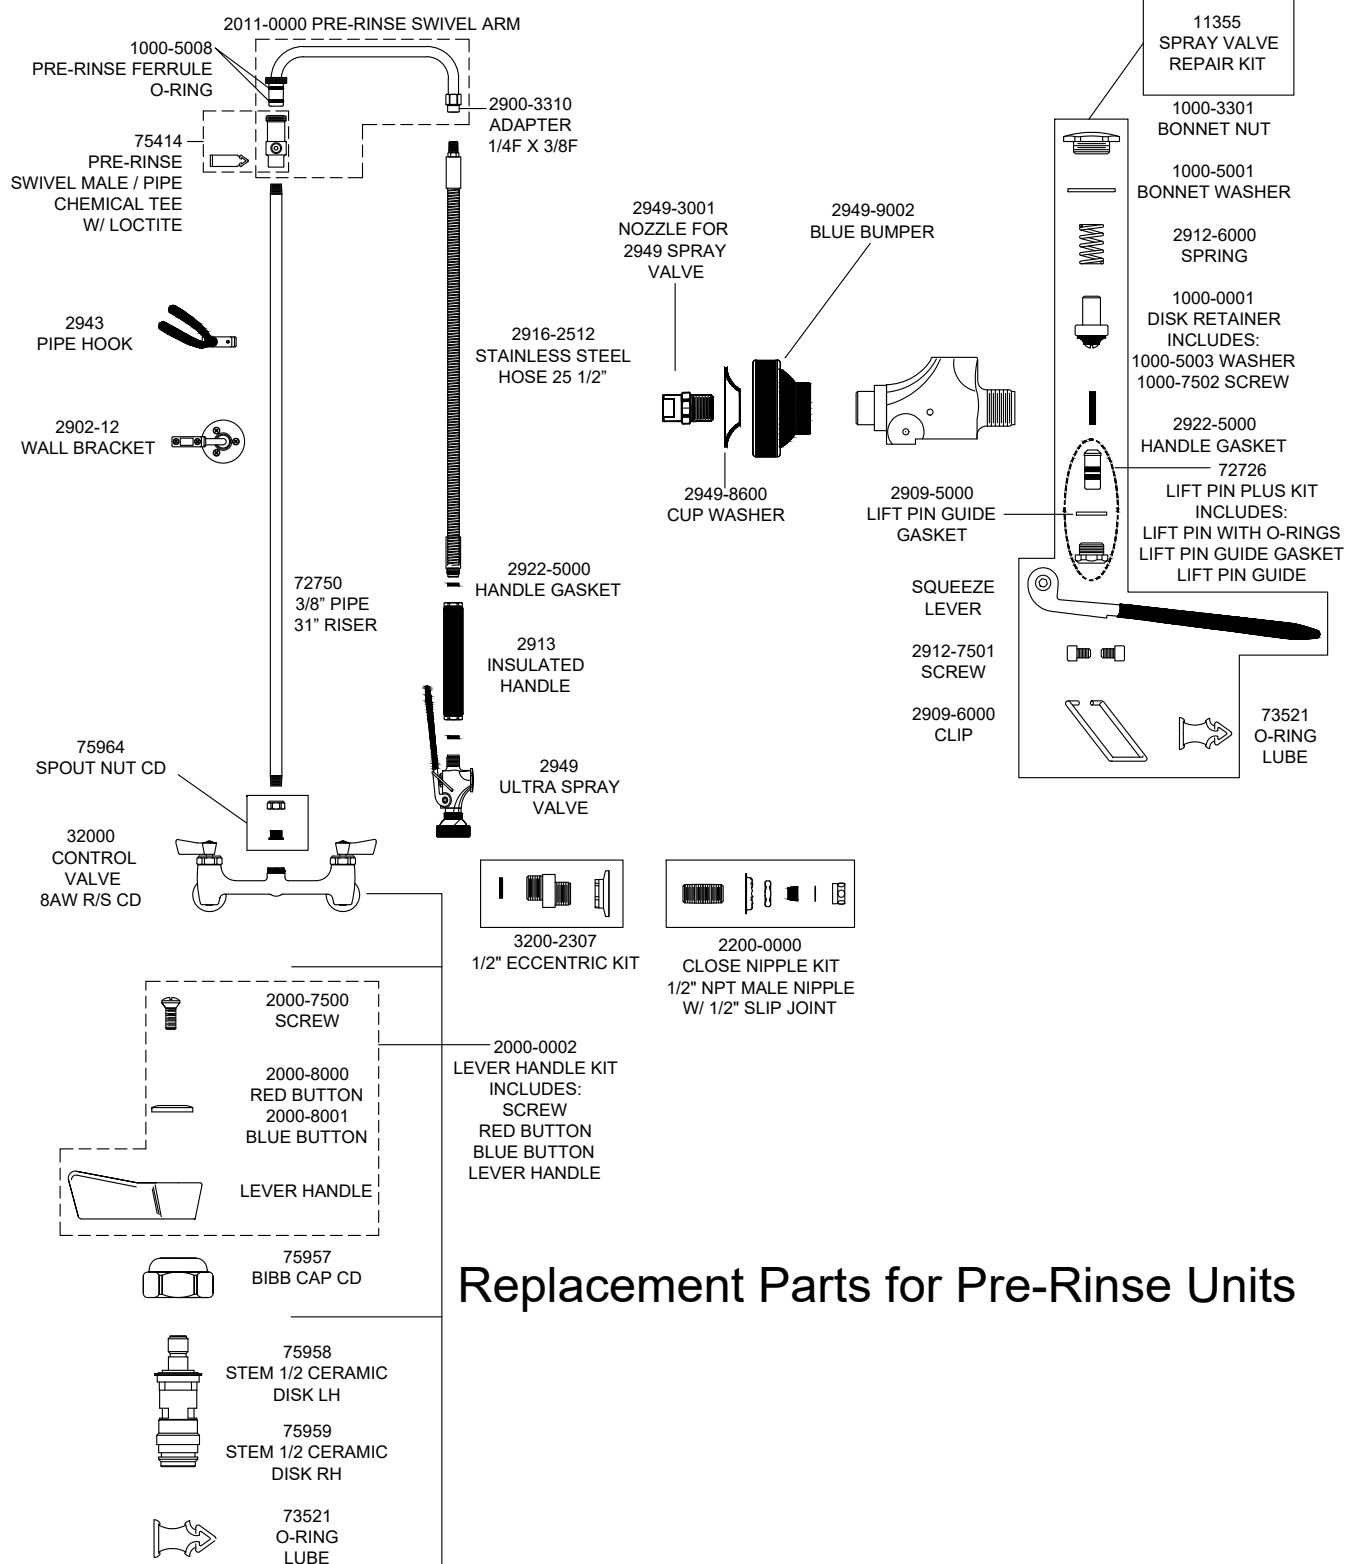 2011-0000 PRE-RINSE SWIVEL ARM
1000-5008
PRE-RINSE FERRULE
O-RING
2900-3310
ADAPTER
1/4F X 3/8F
75414
PRE-RINSE
SWIVEL MALE / PIPE
CHEMICAL TEE
W/ LOCTITE
2943
PIPE HOOK
2902-12
WALL BRACKET
2916-2512
STAINLESS STEEL
HOSE 25 1/2”
72750
3/8” PIPE
31” RISER
2922-5000
HANDLE GASKET
2913
INSULATED
HANDLE
2949
ULTRA SPRAY
VALVE
75964
SPOUT NUT CD
32000
CONTROL
VALVE
8AW R/S CD
2949-3001
NOZZLE FOR
2949 SPRAY
VALVE
2949-9002
BLUE BUMPER
2949-8600
CUP WASHER
11355
SPRAY VALVE
REPAIR KIT
1000-3301
BONNET NUT
1000-5001
BONNET WASHER
2912-6000
SPRING
1000-0001
DISK RETAINER
INCLUDES:
1000-5003 WASHER
1000-7502 SCREW
2922-5000
HANDLE GASKET
72726
LIFT PIN PLUS KIT
INCLUDES:
LIFT PIN WITH O-RINGS
LIFT PIN GUIDE GASKET
LIFT PIN GUIDE
2909-5000
LIFT PIN GUIDE
GASKET
SQUEEZE
LEVER
2912-7501
SCREW
2909-6000
CLIP
73521
O-RING
LUBE
3200-2307
1/2" ECCENTRIC KIT
2200-0000
CLOSE NIPPLE KIT
1/2" NPT MALE NIPPLE
W/ 1/2" SLIP JOINT
2000-7500
SCREW
2000-8000
RED BUTTON
2000-8001
BLUE BUTTON
LEVER HANDLE
2000-0002
LEVER HANDLE KIT
INCLUDES:
SCREW
RED BUTTON
BLUE BUTTON
LEVER HANDLE
75957
BIBB CAP CD
Replacement Parts for Pre-Rinse Units
75958
STEM 1/2 CERAMIC
DISK LH
75959
STEM 1/2 CERAMIC
DISK RH
73521
O-RING
LUBE